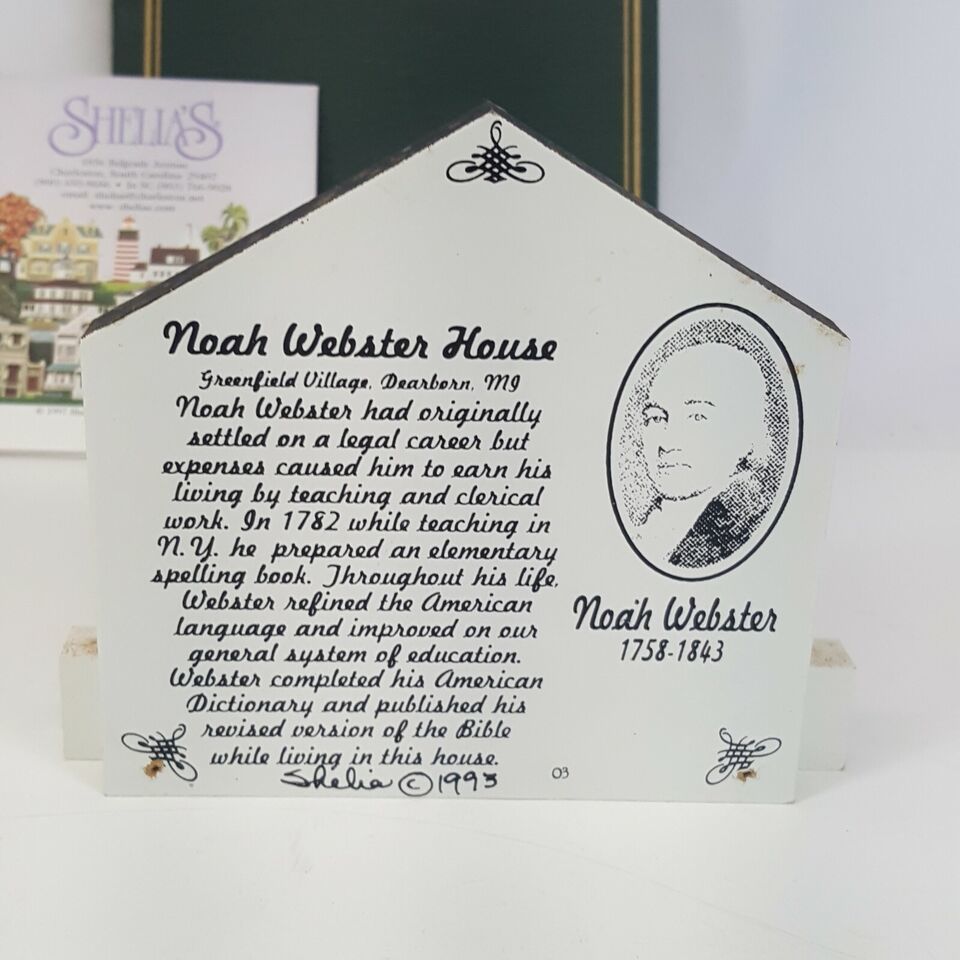 SHELIA'S
Charleston, South Carolina 29407
Noah Webster House
Greenfield Village, Dearborn, MI
Noah Webster had originally
settled on a legal career but
expenses caused him to earn his
living by teaching and clerical
work. In 1782 while teaching in
N.Y. he prepared an elementary
spelling book. Throughout his life,
Webster refined the American
language and improved on our
general system of education.
Webster completed his American
Dictionary and published his
revised version of the Bible
while living in this house.
Shelia ©1993
03
Noah Webster
1758-1843